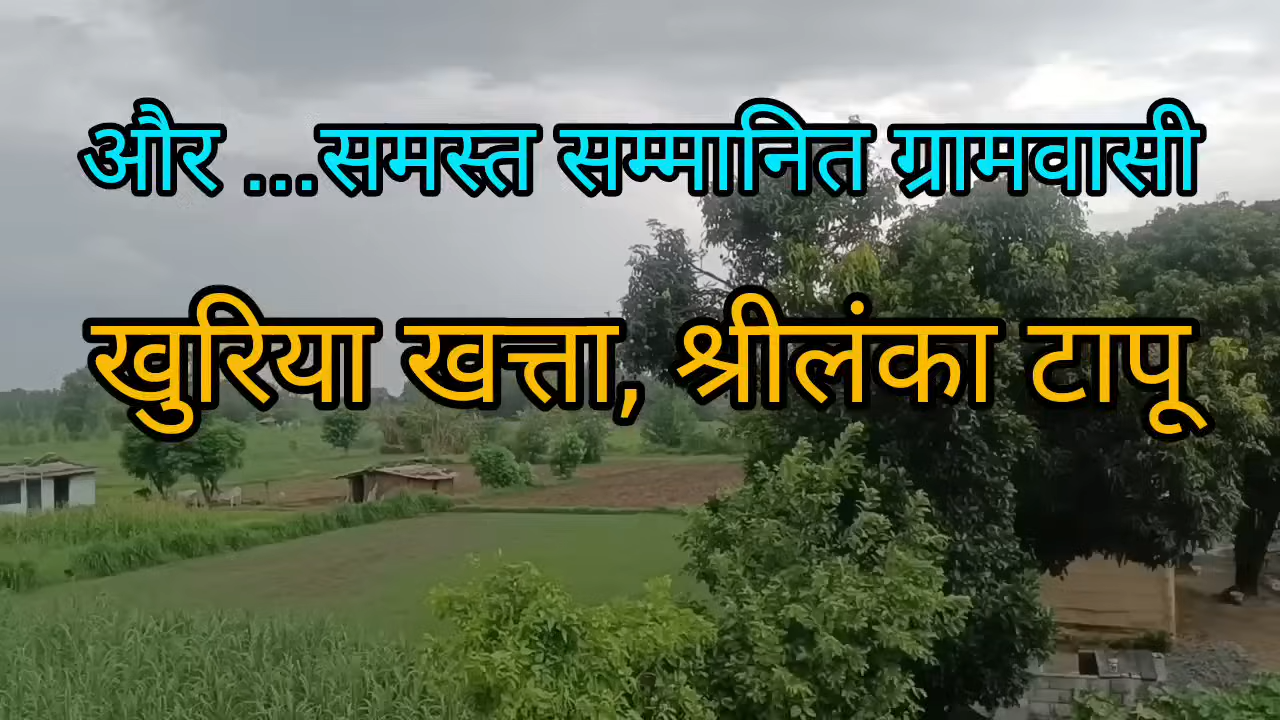 और ...समस्त सम्मानित ग्रामवासी
खुरिया खत्ता, श्रीलंका टापू